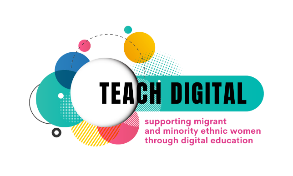 TEACH DIGITAL
supporting migrant
and minority ethnic women
through digital education